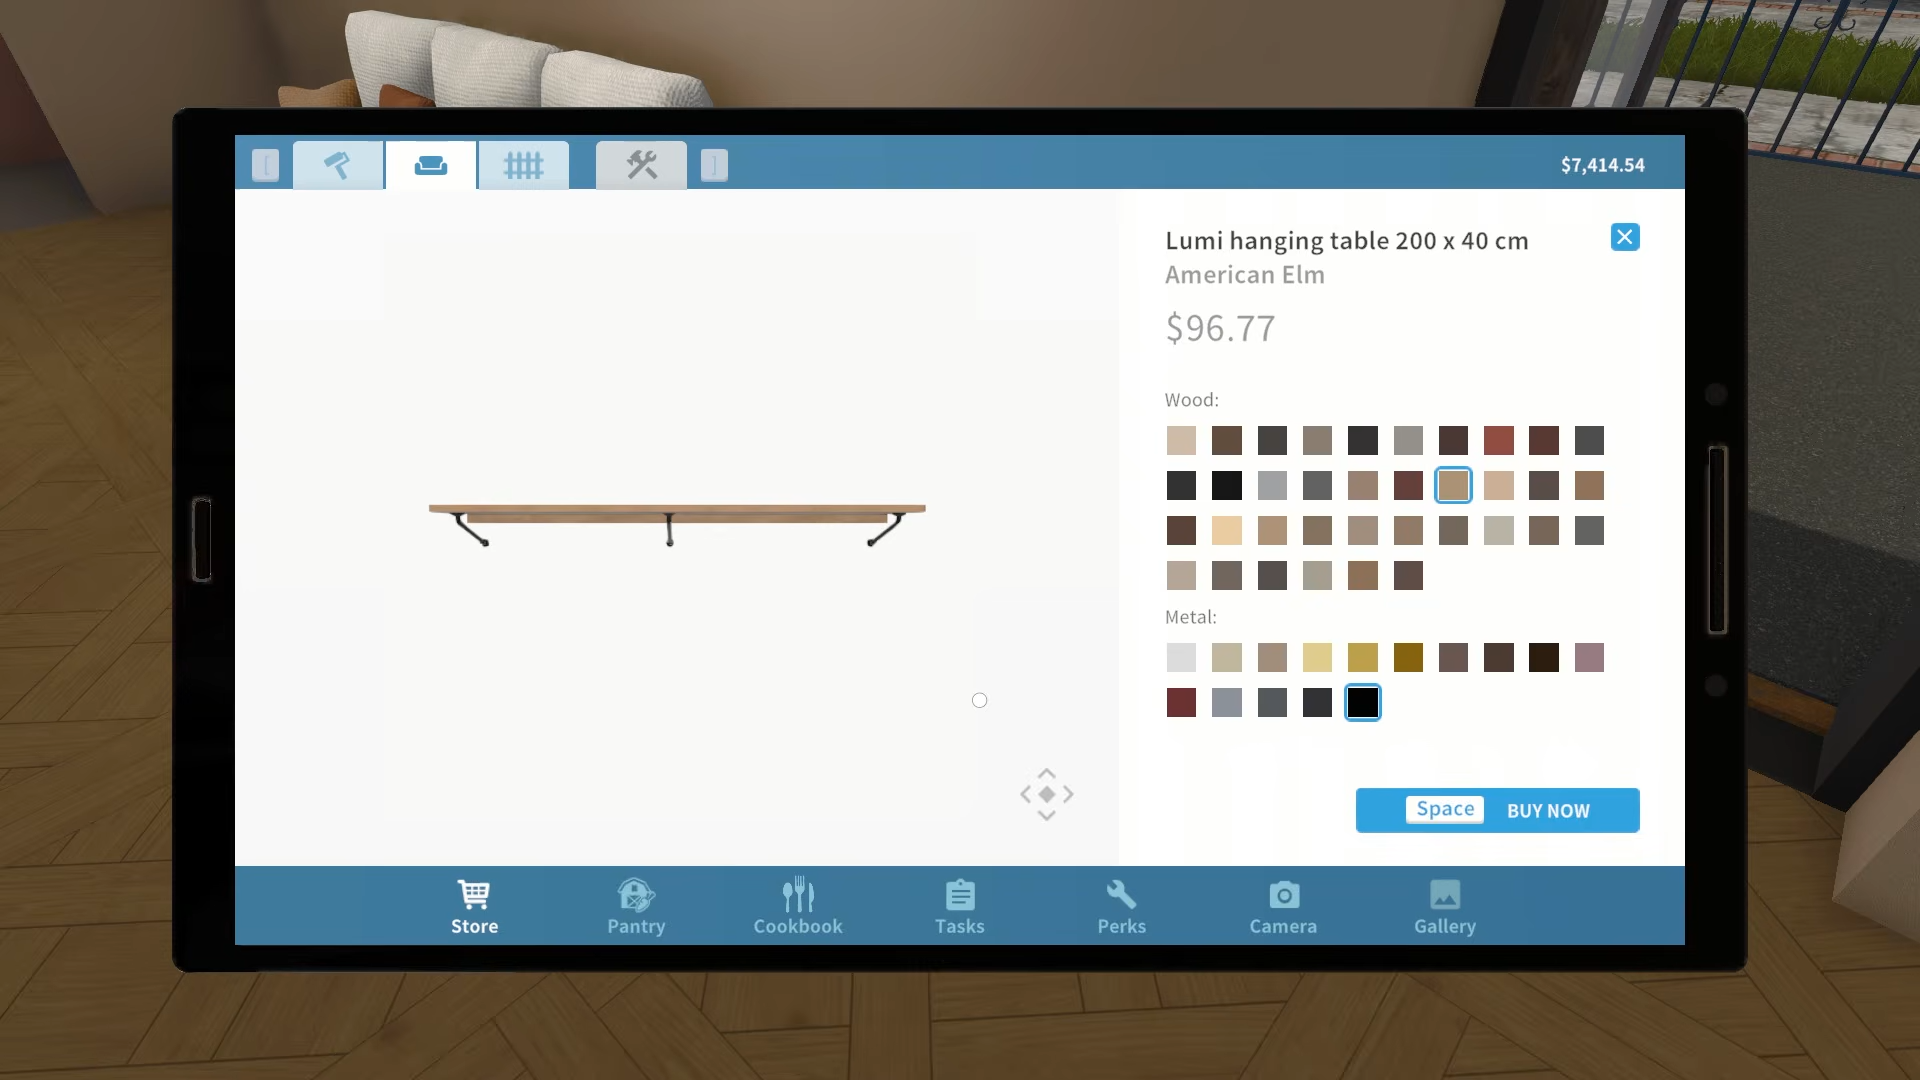 [
]
$7,414.54
Lumi hanging table 200 x 40 cm
American Elm
$96.77
Wood:
Metal:
Space BUY NOW
Store
Pantry
Cookbook
Tasks
Perks
Camera
Gallery